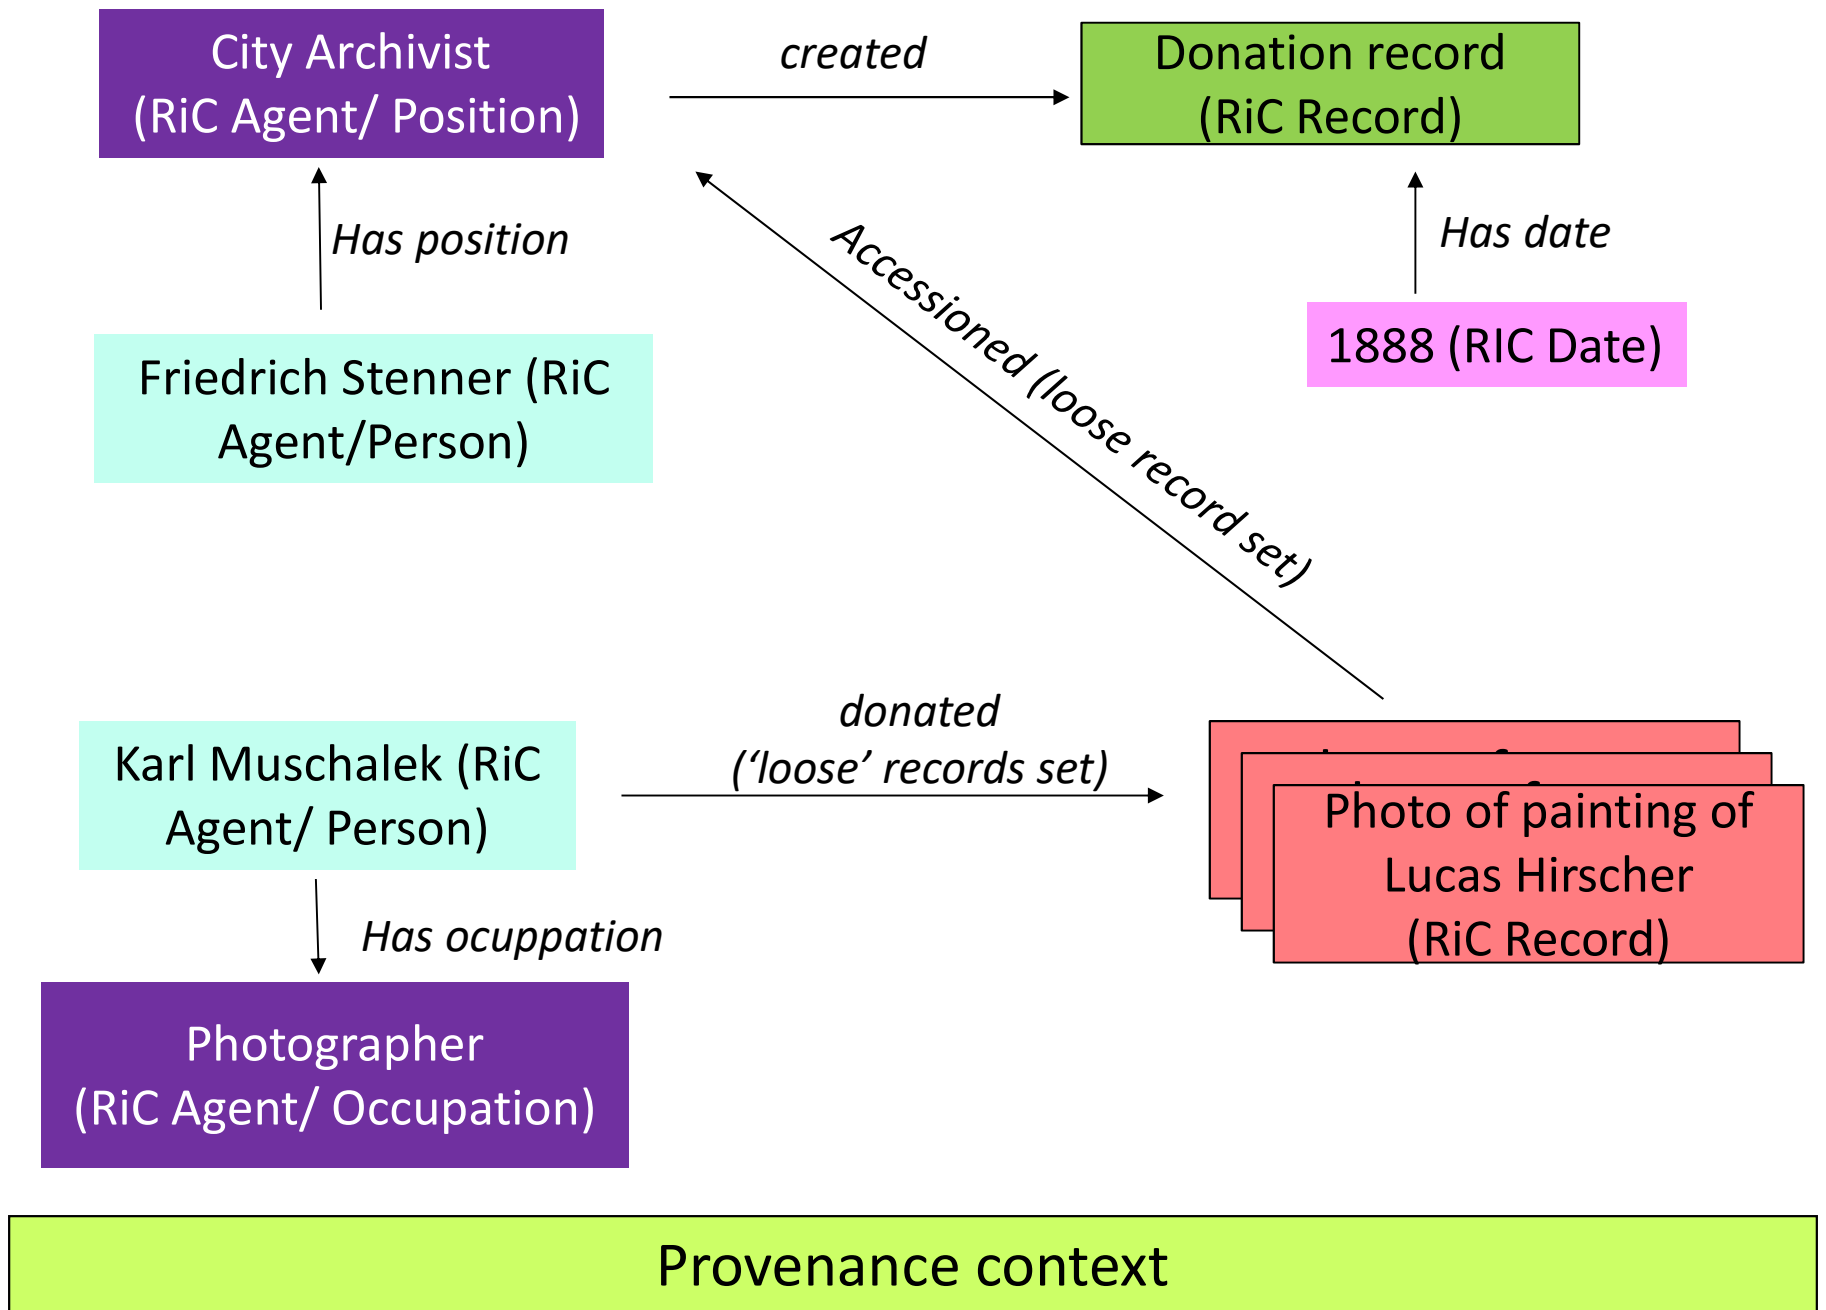 City Archivist
(RiC Agent/ Position)
created
Donation record
(RiC Record)
Has position
Has date
Accessioned (loose record set)
1888 (RIC Date)
Friedrich Stenner (RiC
Agent/Person)
donated
(‘loose’ records set)
Karl Muschalek (RiC
Agent/ Person)
Photo of painting of
Lucas Hirscher
(RiC Record)
Has ocuppation
Photographer
(RiC Agent/ Occupation)
Provenance context